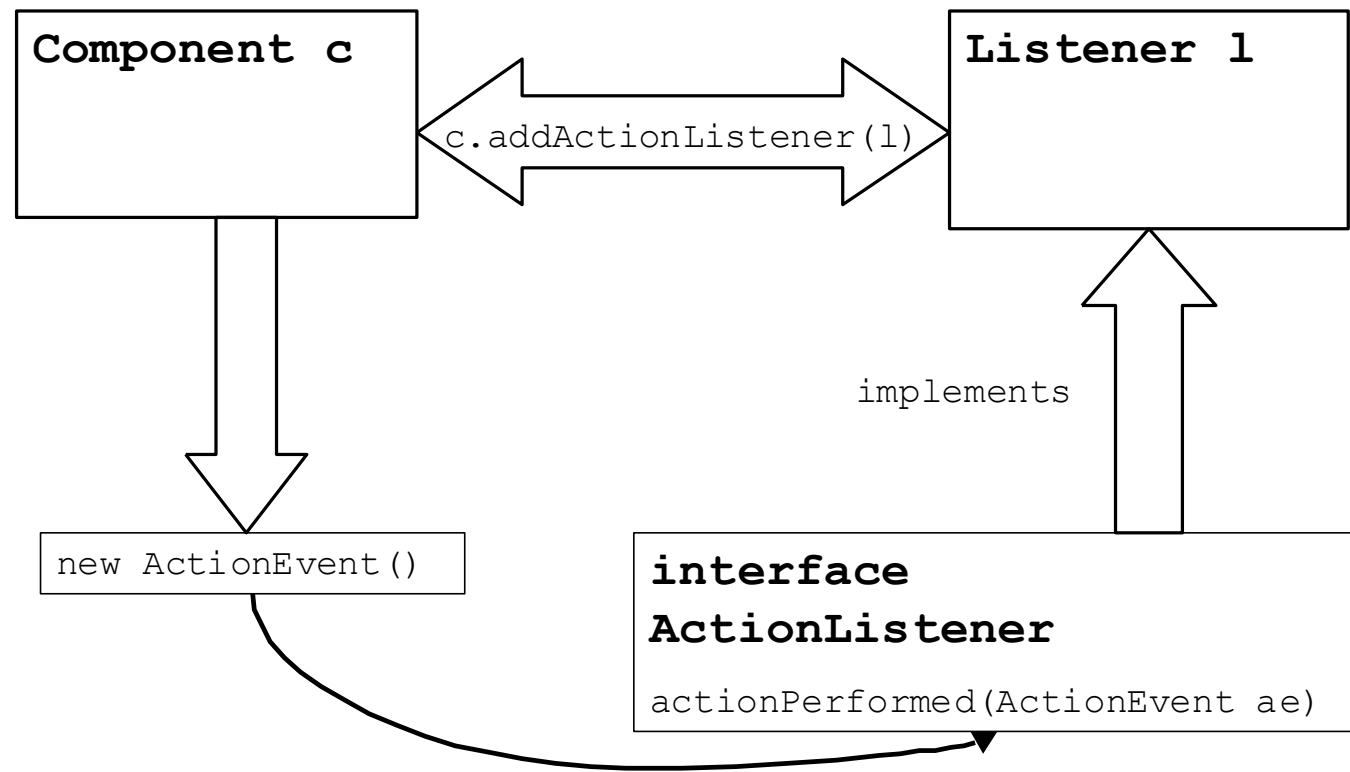 Component c
Listener l
c.addActionListener(l)
implements
new ActionEvent()
interface
ActionListener
actionPerformed(ActionEvent ae)